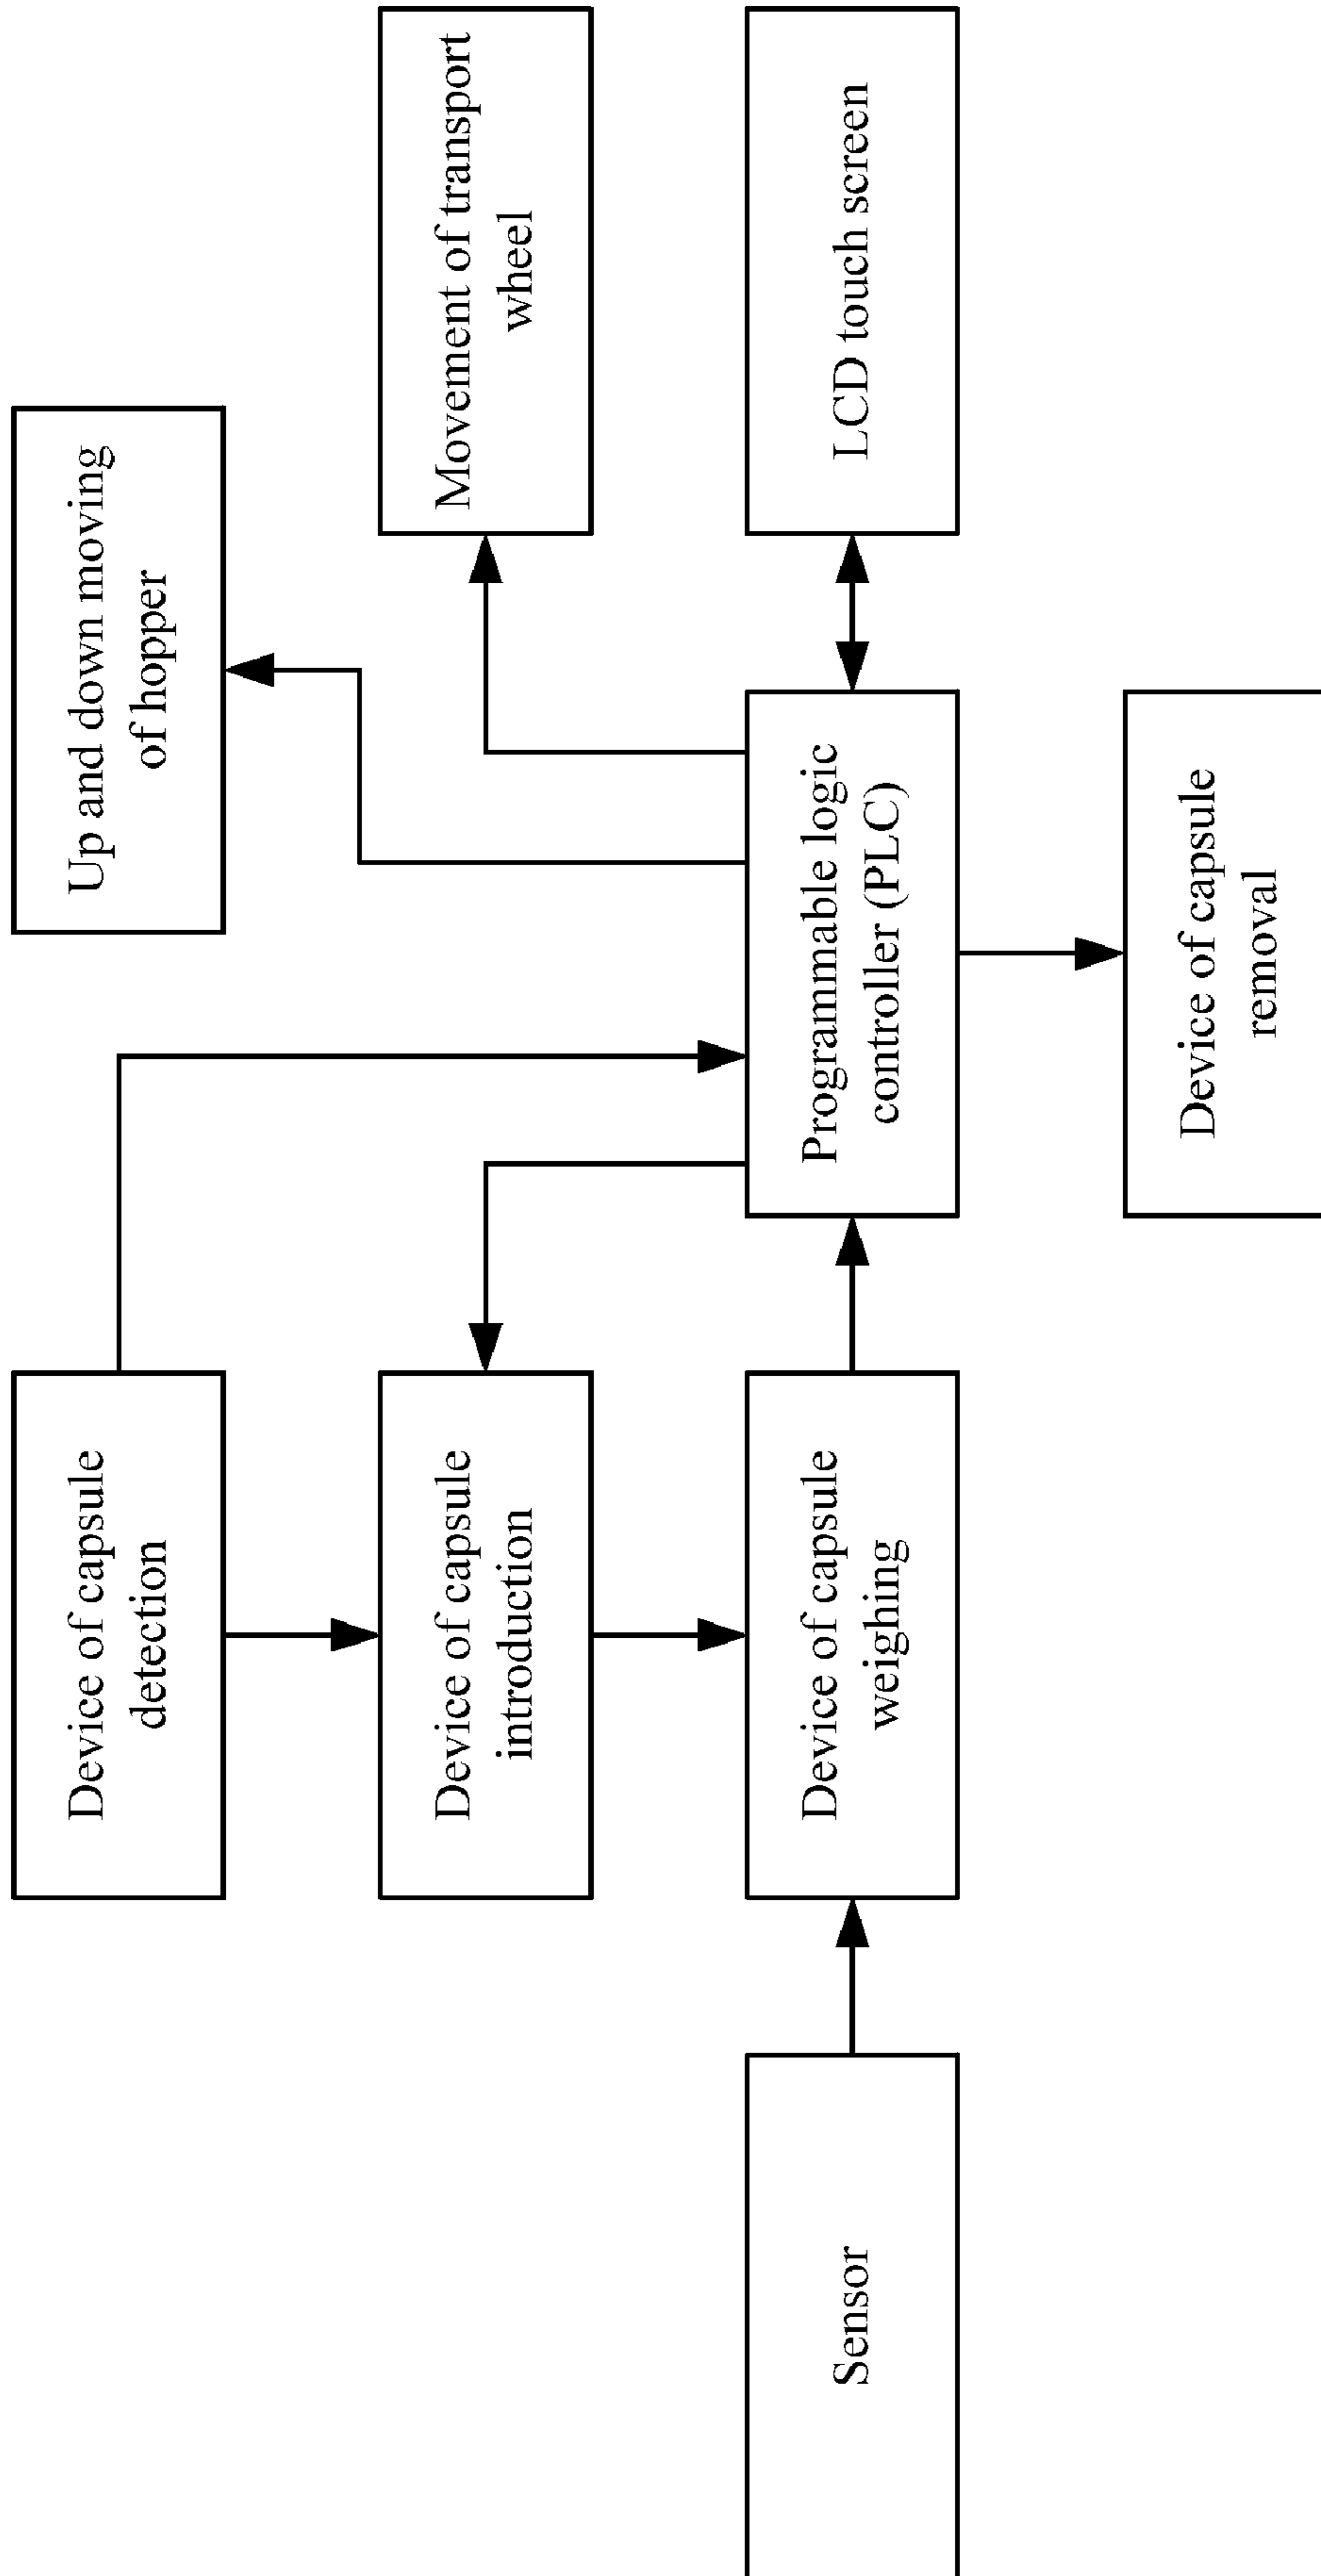 Up and down moving
of hopper
Device of capsule
detection
Movement of transport
wheel
Device of capsule
introduction
LCD touch screen
Programmable logic
controller (PLC)
Device of capsule
weighing
Sensor
Device of capsule
removal